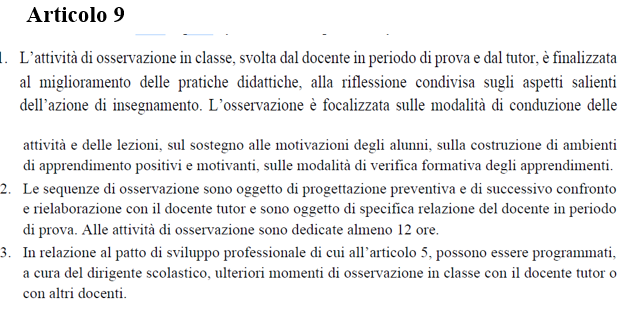 Articolo 9
1. L'attività di osservazione in classe, svolta dal docente in periodo di prova e dal tutor, è finalizzata
al miglioramento delle pratiche didattiche, alla riflessione condivisa sugli aspetti salienti
dell'azione di insegnamento. L'osservazione è focalizzata sulle modalità di conduzione delle
attività e delle lezioni, sul sostegno alle motivazioni degli alunni, sulla costruzione di ambienti
di apprendimento positivi e motivanti, sulle modalità di verifica formativa degli apprendimenti.
2. Le sequenze di osservazione sono oggetto di progettazione preventiva e di successivo confronto
e rielaborazione con il docente tutor e sono oggetto di specifica relazione del docente in periodo
di prova. Alle attività di osservazione sono dedicate almeno 12 ore.
3. In relazione al patto di sviluppo professionale di cui all'articolo 5, possono essere programmati,
a cura del dirigente scolastico, ulteriori momenti di osservazione in classe con il docente tutor o
con altri docenti.